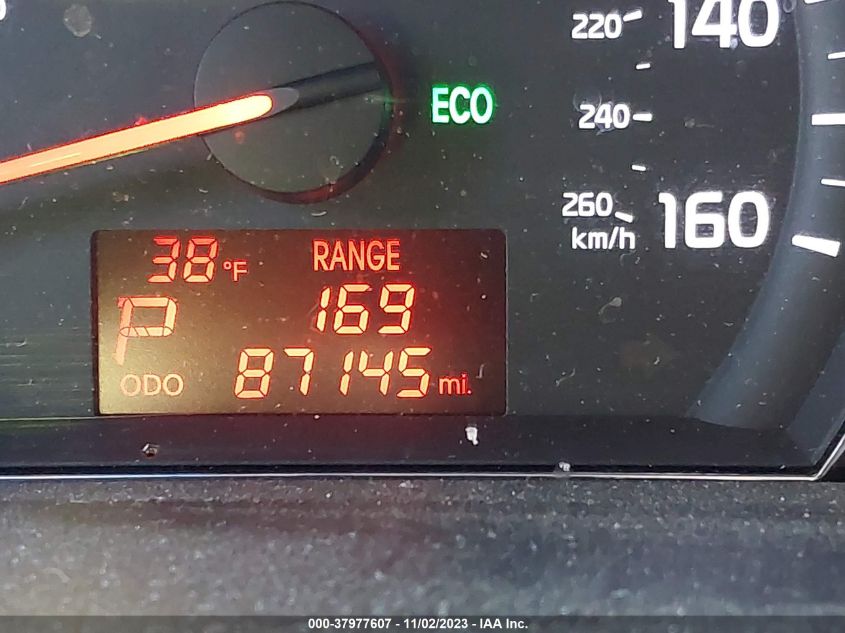 220 140
ECO
240
260 160
km/h
38 °F RANGE
P 169
ODO 87145 mi.
000-37977607 - 11/02/2023 - IAA Inc.